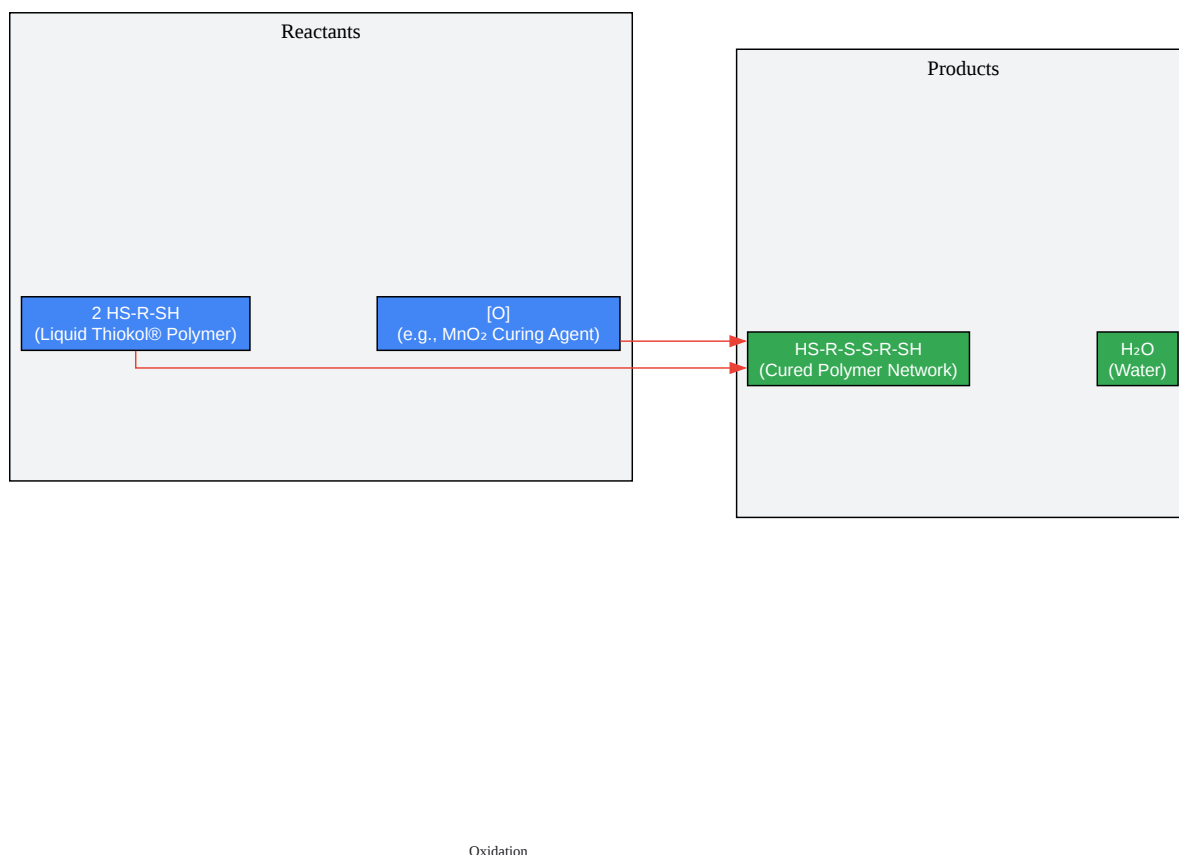 Reactants
Products
2 HS-R-SH
(Liquid Thiokol® Polymer)
[O]
(e.g., MnO₂ Curing Agent)
HS-R-S-S-R-SH
(Cured Polymer Network)
H₂O
(Water)
Oxidation